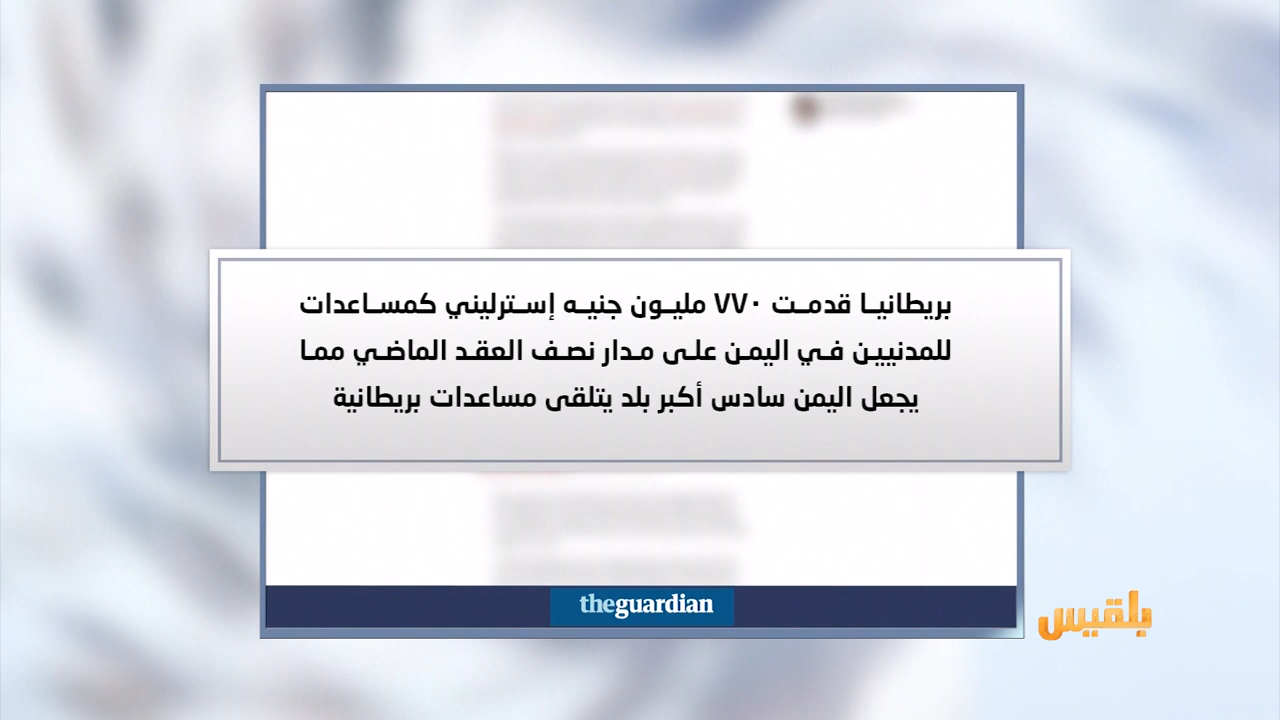 بريطانيا قدمت ٧٧٠ مليون جنيه إسترليني كمساعدات
للمدنيين في اليمن على مدار نصف العقد الماضي مما
يجعل اليمن سادس أكبر بلد يتلقى مساعدات بريطانية
theguardian
بلقيس